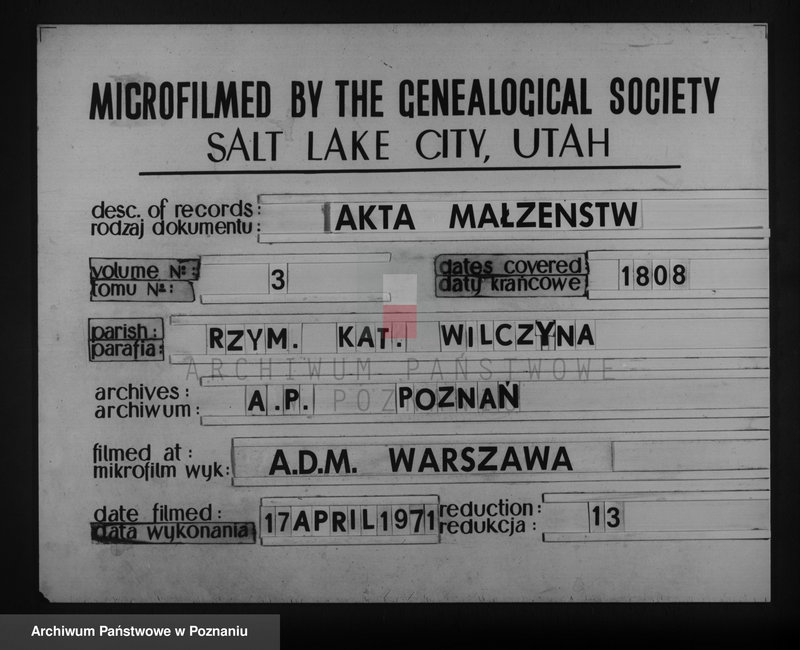 MICROFILMED BY THE GENEALOGICAL SOCIETY
SALT LAKE CITY, UTAH
desc. of records: AKTA MAŁZENSTW
rodzaj dokumentu:
volume №: 3 dates covered: 1808
tomu №: daty krańcowe
parish: RZYM. KAT. WILCZYNA
parafia:
ARCHIWUM PAŃSTWOWE
archives: A.P. POZNAŃ
archiwum:
filmed at: A.D.M. WARSZAWA
mikrofilm wyk:
date filmed: 17 APRIL 1971 reduction: 13
data wykonania redukcja:
Archiwum Państwowe w Poznaniu